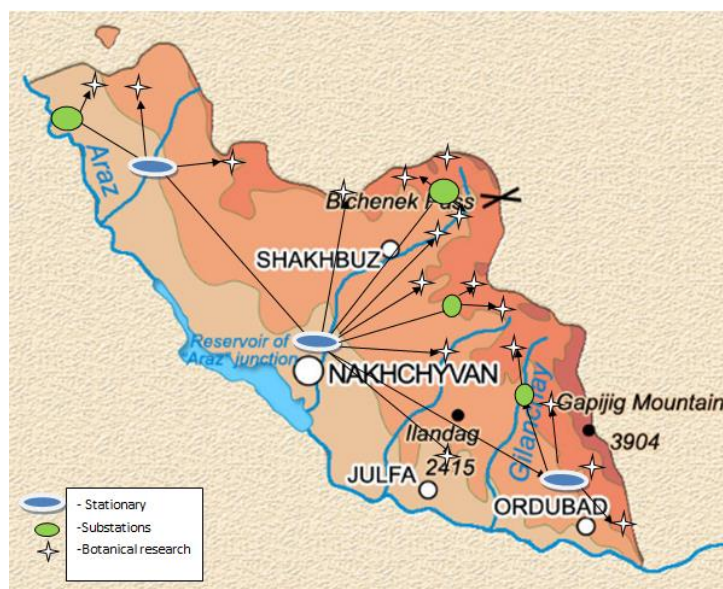 Araz
Bichenek Pass
SHAKHBUZ
Reservoir of
"Araz" junction
NAKHCHYVAN
Gilanchay
Gapijig Mountain
Ilandag
3904
2415
JULFA
ORDUBAD
- Stationary
-Substations
-Botanical research